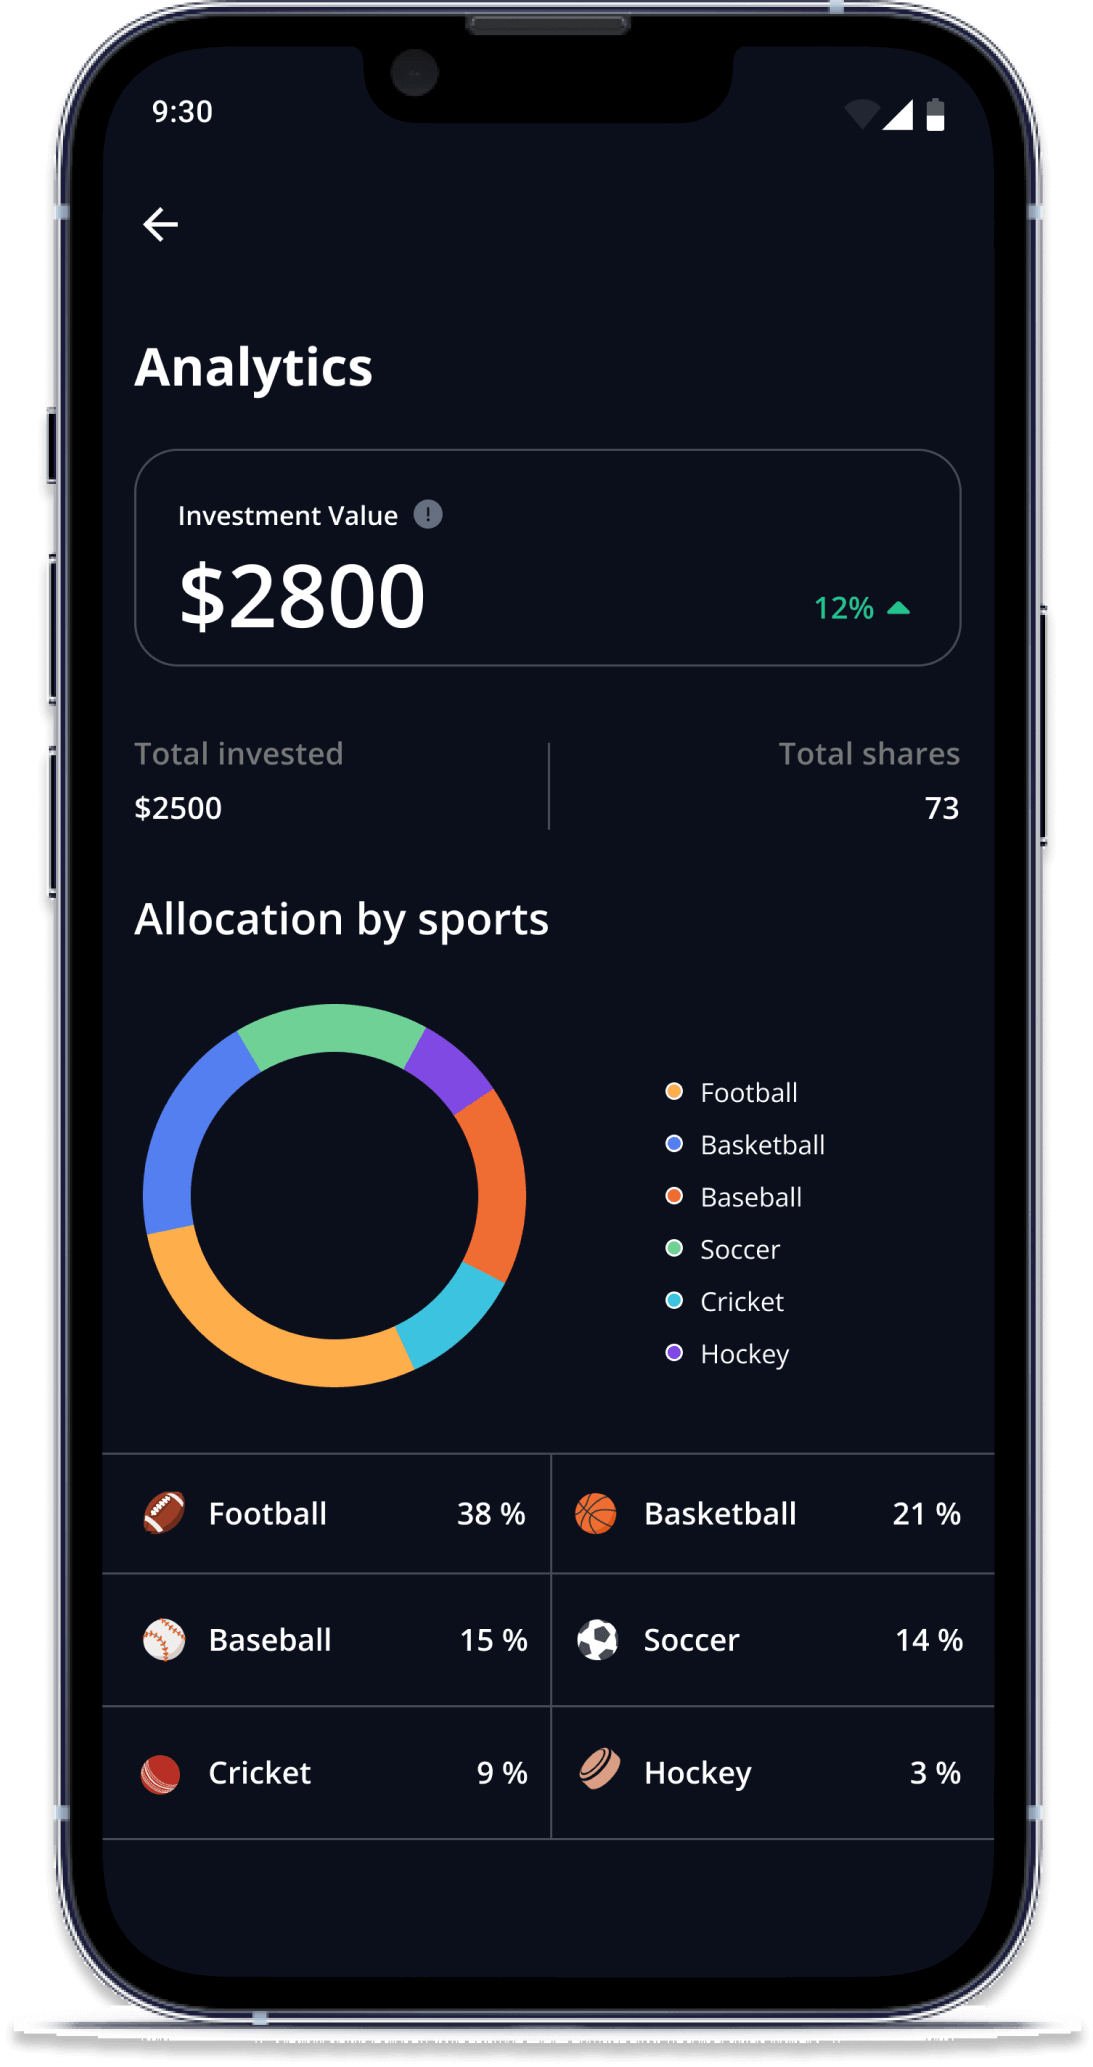 9:30
Analytics
Investment Value !
$2800
12%
Total invested
Total shares
$2500
73
Allocation by sports
Football
Basketball
Baseball
Soccer
Cricket
Hockey
Football 38 %
Basketball 21 %
Baseball 15 %
Soccer 14 %
Cricket 9 %
Hockey 3 %